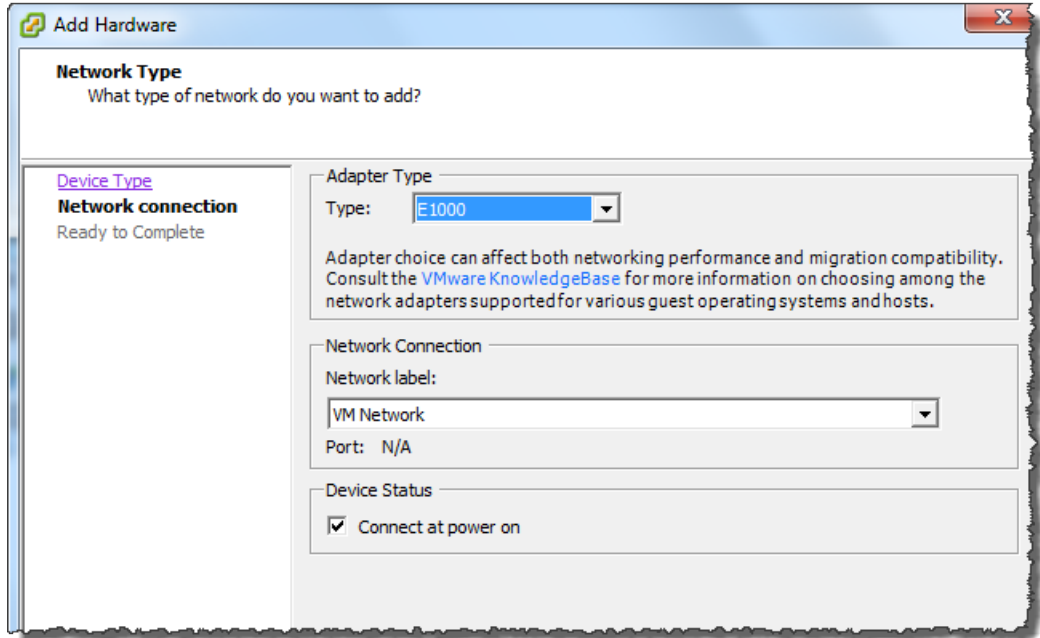 Add Hardware
Network Type
What type of network do you want to add?
Device Type
Network connection
Ready to Complete
Adapter Type
Type: E1000
Adapter choice can affect both networking performance and migration compatibility.
Consult the VMware KnowledgeBase for more information on choosing among the
network adapters supported for various guest operating systems and hosts.
Network Connection
Network label:
VM Network
Port: N/A
Device Status
Connect at power on